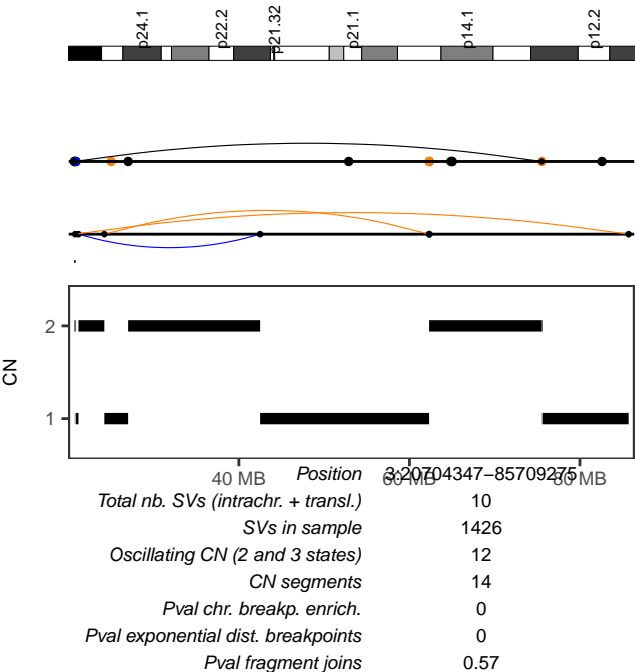 p24.1 p22.2 p21.32 p21.1 p14.1 p12.2
CN
2
1
40 MB 60 MB 80 MB
Position 3:20704347−85709275
Total nb. SVs (intrachr. + transl.) 10
SVs in sample 1426
Oscillating CN (2 and 3 states) 12
CN segments 14
Pval chr. breakp. enrich. 0
Pval exponential dist. breakpoints 0
Pval fragment joins 0.57